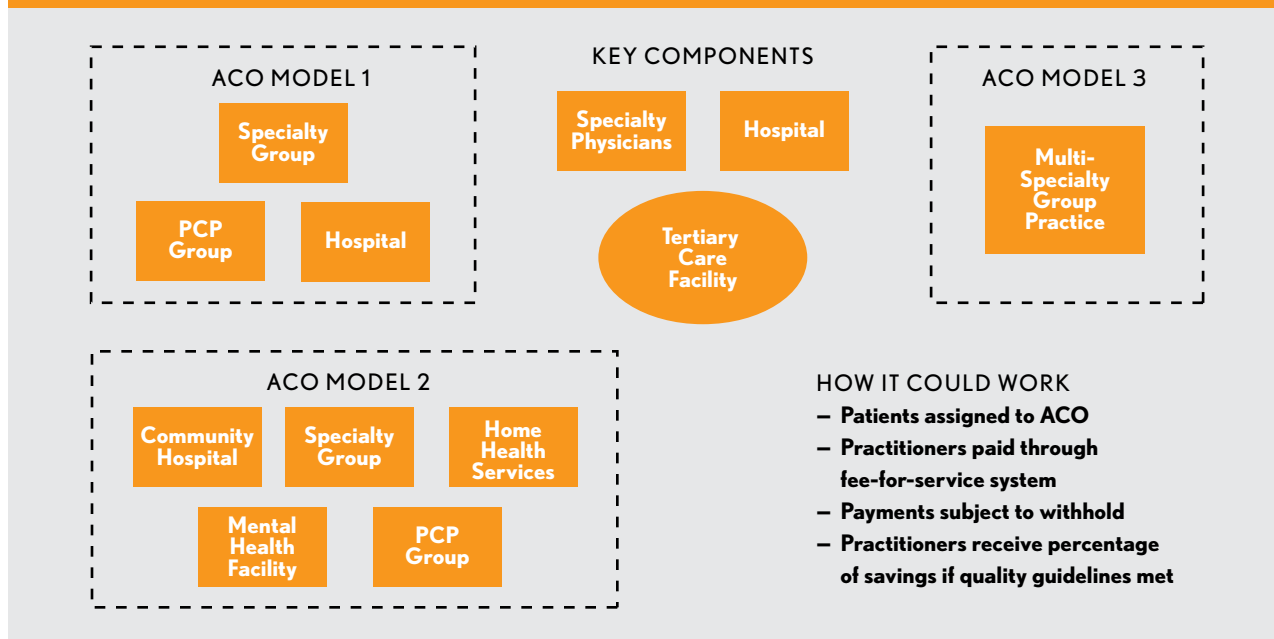 ACO MODEL 1
Specialty
Group
PCP
Group
Hospital
KEY COMPONENTS
Specialty
Physicians
Hospital
Tertiary
Care
Facility
ACO MODEL 3
Multi-
Specialty
Group
Practice
ACO MODEL 2
Community
Hospital
Specialty
Group
Home
Health
Services
Mental
Health
Facility
PCP
Group
HOW IT COULD WORK
– Patients assigned to ACO
– Practitioners paid through
fee-for-service system
– Payments subject to withhold
– Practitioners receive percentage
of savings if quality guidelines met